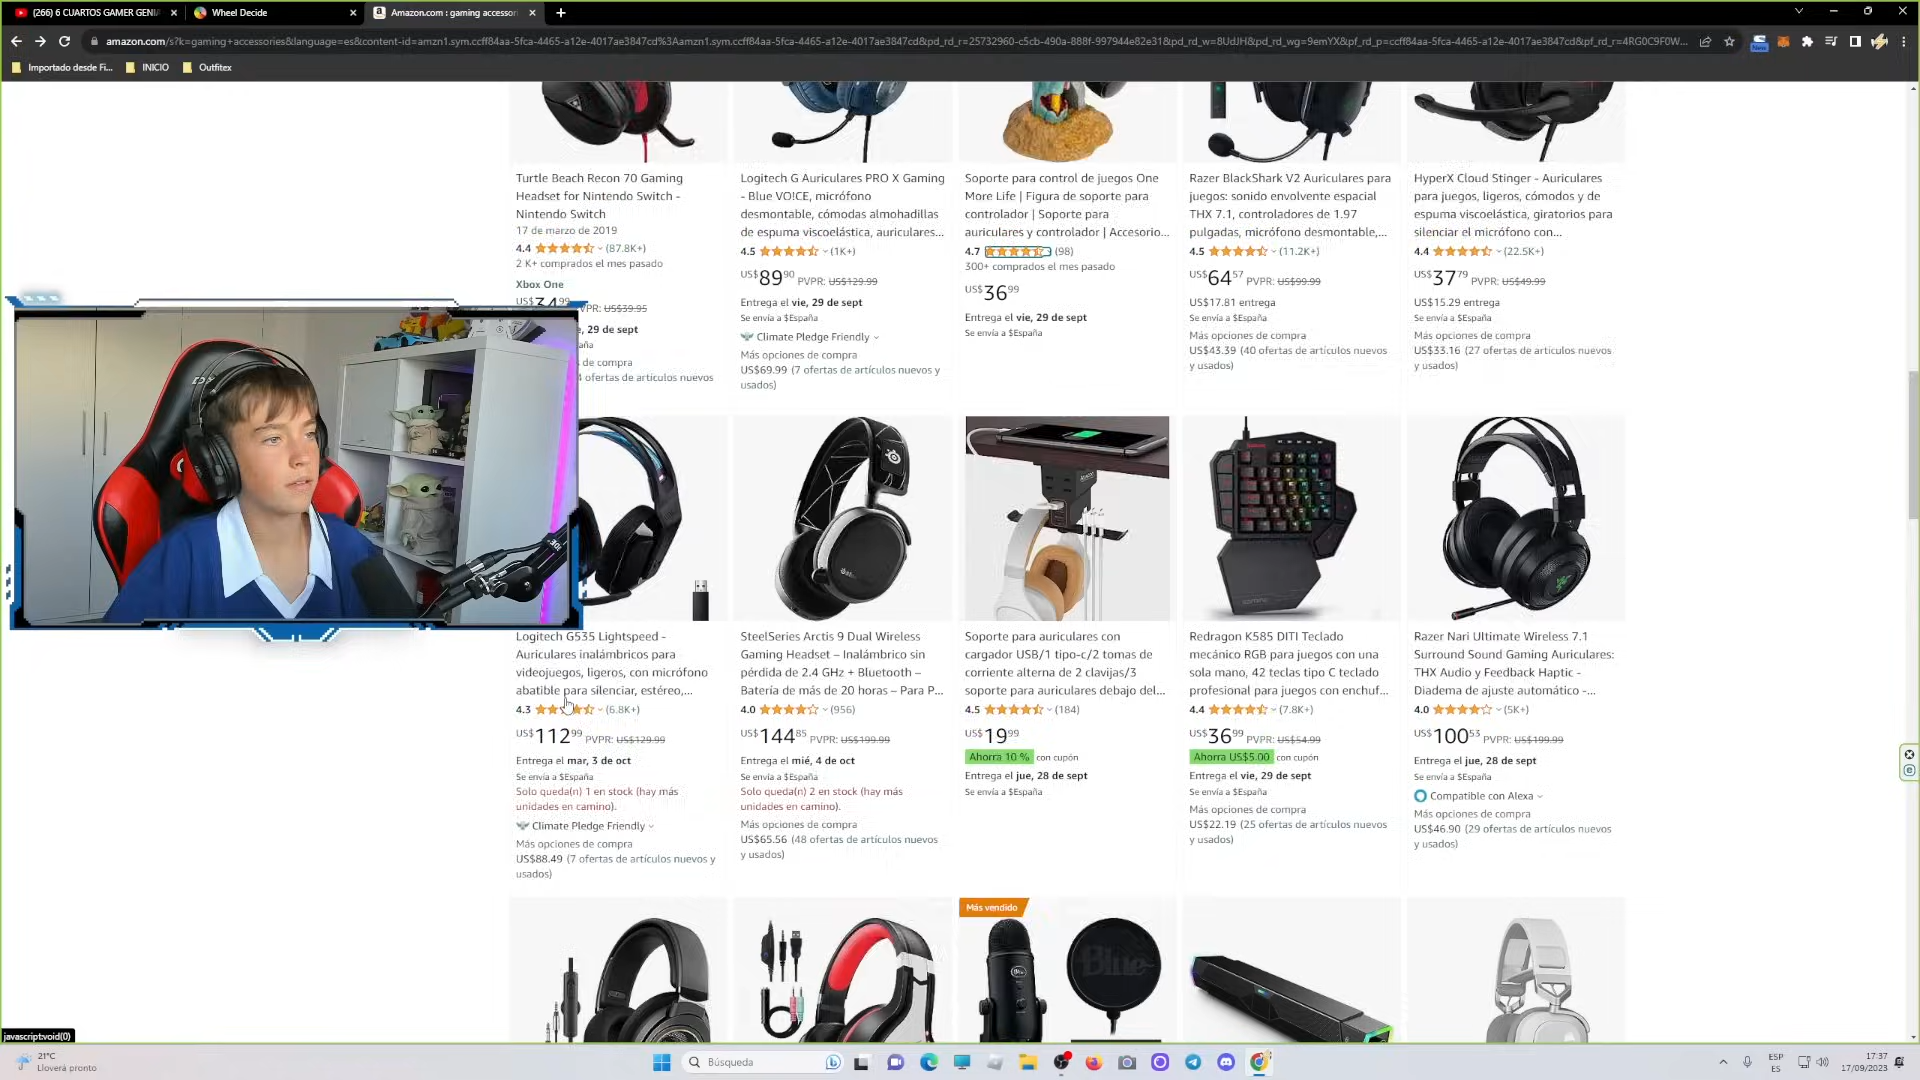 (266) 6 CUARTOS GAMER GENIA
Wheel Decide
Amazon.com : gaming accessori
amazon.com/s?k=gaming+accessories&language=es&content-id=amzn1.sym.ccff84aa-5fca-4465-a12e-4017ae3847cd%3Aamzn1.sym.ccff84aa-5fca-4465-a12e-4017ae3847cd&pd_rd_r=25732960-c5cb-490a-888f-997944e82e31&pd_rd_w=8UdJH&pd_rd_wg=9emYX&pf_rd_p=ccff84aa-5fca-4465-a12e-4017ae3847cd&pf_rd_r=4RG0C9F0W...
New
Importado desde Fi...
INICIO
Outfitex
Turtle Beach Recon 70 Gaming
Headset for Nintendo Switch -
Nintendo Switch
17 de marzo de 2019
4.4 (87.8K+)
2 K+ comprados el mes pasado
Xbox One
US$34.99 PVPR: US$39.95
e, 29 de sept
aña
s de compra
4 ofertas de artículos nuevos
Logitech G Auriculares PRO X Gaming
- Blue VO!CE, micrófono
desmontable, cómodas almohadillas
de espuma viscoelástica, auriculares...
4.5 (1K+)
US$89.90 PVPR: US$129.99
Entrega el vie, 29 de sept
Se envía a $España
Climate Pledge Friendly
Más opciones de compra
US$69.99 (7 ofertas de artículos nuevos y
usados)
Soporte para control de juegos One
More Life | Figura de soporte para
controlador | Soporte para
auriculares y controlador | Accesorio...
4.7 (98)
300+ comprados el mes pasado
US$36.99
Entrega el vie, 29 de sept
Se envía a $España
Razer BlackShark V2 Auriculares para
juegos: sonido envolvente espacial
THX 7.1, controladores de 1.97
pulgadas, micrófono desmontable,...
4.5 (11.2K+)
US$64.57 PVPR: US$99.99
US$17.81 entrega
Se envía a $España
Más opciones de compra
US$43.39 (40 ofertas de artículos nuevos
y usados)
HyperX Cloud Stinger - Auriculares
para juegos, ligeros, cómodos y de
espuma viscoelástica, giratorios para
silenciar el micrófono con...
4.4 (22.5K+)
US$37.79 PVPR: US$49.99
US$15.29 entrega
Se envía a $España
Más opciones de compra
US$33.16 (27 ofertas de artículos nuevos
y usados)
Logitech G535 Lightspeed -
Auriculares inalámbricos para
videojuegos, ligeros, con micrófono
abatible para silenciar, estéreo,...
4.3 (6.8K+)
US$112.99 PVPR: US$129.99
Entrega el mar, 3 de oct
Se envía a $España
Solo queda(n) 1 en stock (hay más
unidades en camino).
Climate Pledge Friendly
Más opciones de compra
US$88.49 (7 ofertas de artículos nuevos y
usados)
SteelSeries Arctis 9 Dual Wireless
Gaming Headset – Inalámbrico sin
pérdida de 2.4 GHz + Bluetooth –
Batería de más de 20 horas – Para P...
4.0 (956)
US$144.85 PVPR: US$199.99
Entrega el mié, 4 de oct
Se envía a $España
Solo queda(n) 2 en stock (hay más
unidades en camino).
Más opciones de compra
US$65.56 (48 ofertas de artículos nuevos
y usados)
Soporte para auriculares con
cargador USB/1 tipo-c/2 tomas de
corriente alterna de 2 clavijas/3
soporte para auriculares debajo del...
4.5 (184)
US$19.99
Ahorra 10 % con cupón
Entrega el jue, 28 de sept
Se envía a $España
Redragon K585 DITI Teclado
mecánico RGB para juegos con una
sola mano, 42 teclas tipo C teclado
profesional para juegos con enchuf...
4.4 (7.8K+)
US$36.99 PVPR: US$54.99
Ahorra US$5.00 con cupón
Entrega el vie, 29 de sept
Se envía a $España
Más opciones de compra
US$22.19 (25 ofertas de artículos nuevos
y usados)
Razer Nari Ultimate Wireless 7.1
Surround Sound Gaming Auriculares:
THX Audio y Feedback Haptic -
Diadema de ajuste automático -...
4.0 (5K+)
US$100.53 PVPR: US$199.99
Entrega el jue, 28 de sept
Se envía a $España
Compatible con Alexa
Más opciones de compra
US$46.90 (29 ofertas de artículos nuevos
y usados)
Más vendido
Blue
javascript:void(0)
21°C
Lloverá pronto
Búsqueda
ESP
ES
17:37
17/09/2023